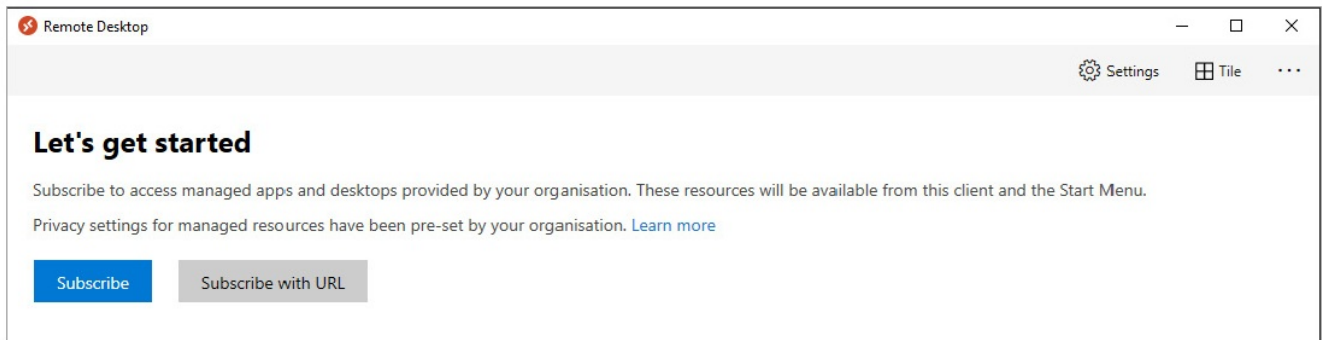 Remote Desktop
Settings Tile ...
Let's get started
Subscribe to access managed apps and desktops provided by your organisation. These resources will be available from this client and the Start Menu.
Privacy settings for managed resources have been pre-set by your organisation. Learn more
Subscribe Subscribe with URL